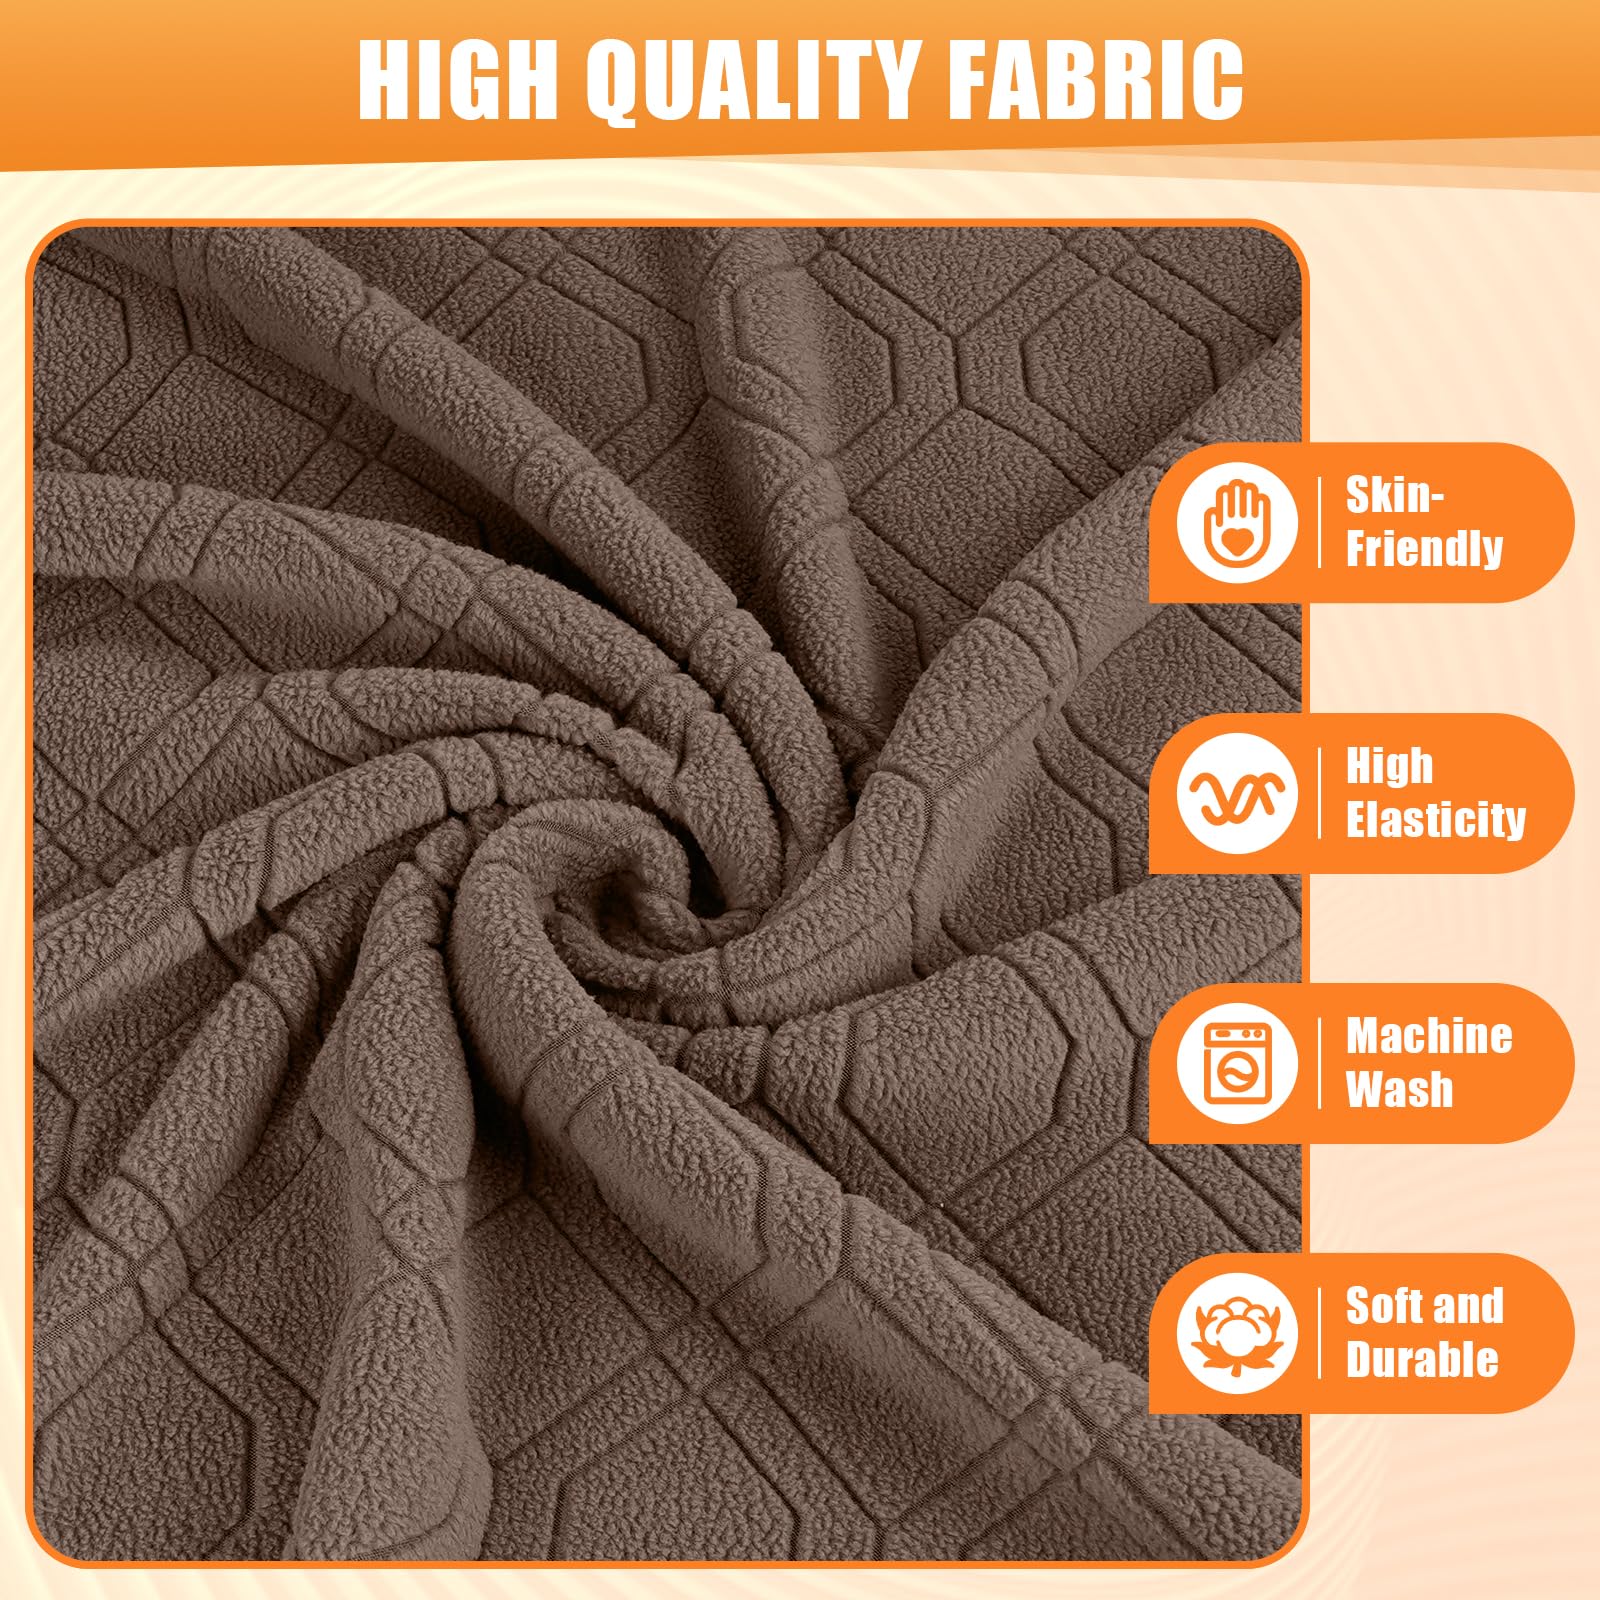 HIGH QUALITY FABRIC
Skin-
Friendly
High
Elasticity
Machine
Wash
Soft and
Durable